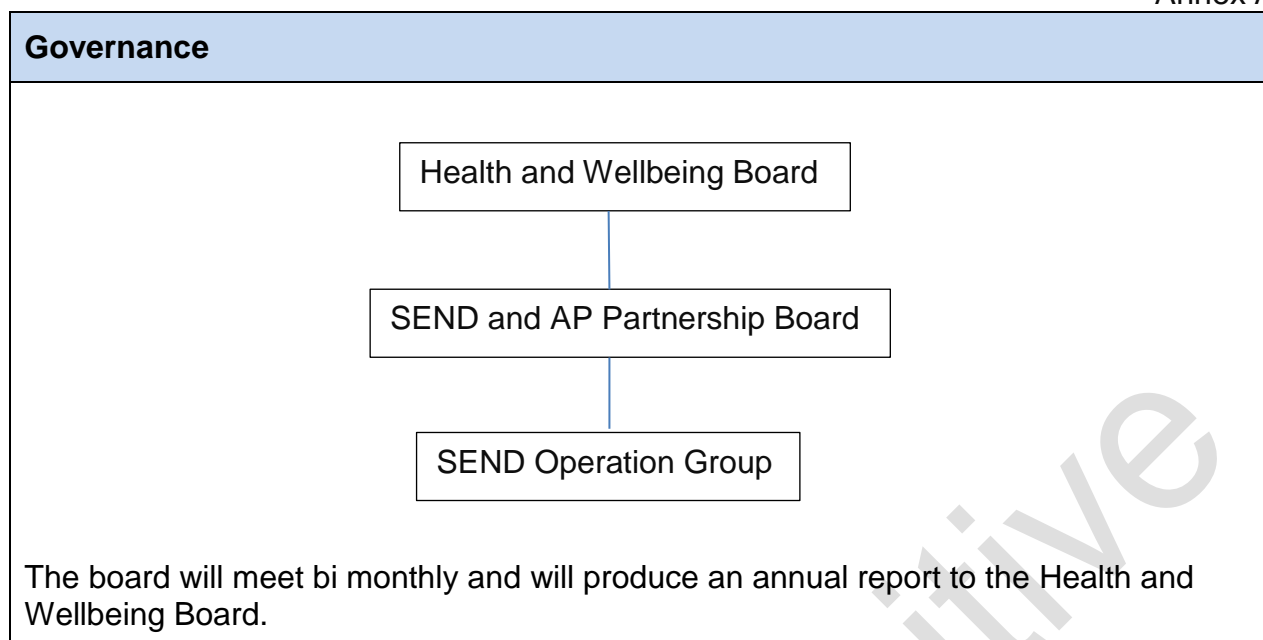 Annex A
Governance
Health and Wellbeing Board
SEND and AP Partnership Board
SEND Operation Group
The board will meet bi monthly and will produce an annual report to the Health and
Wellbeing Board.
itive